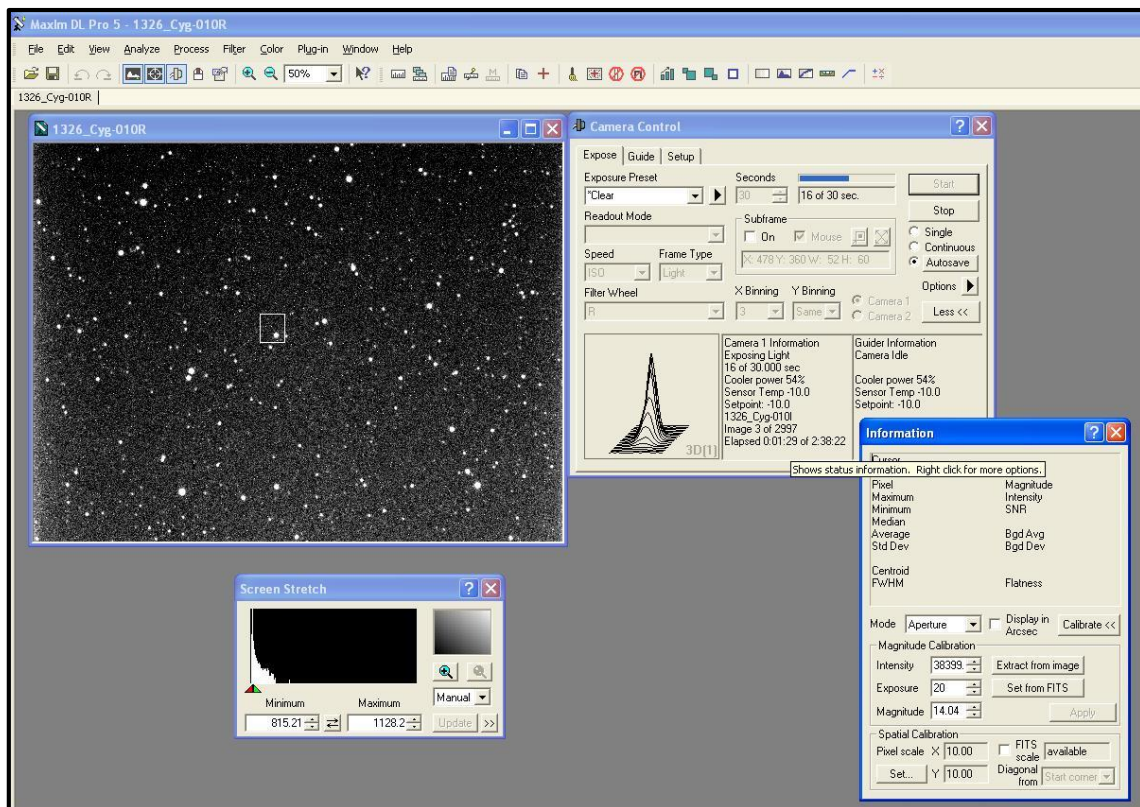 MaxIm DL Pro 5 - 1326_Cyg-010R
File Edit View Analyze Process Filter Color Plug-in Window Help
50%
1326_Cyg-010R
1326_Cyg-010R
Camera Control
Expose Guide Setup
Exposure Preset
*Clear
Seconds
30
16 of 30 sec.
Start
Stop
Readout Mode
Subframe
On Mouse
X: 478 Y: 360 W: 52 H: 60
Single
Continuous
Autosave
Speed Frame Type
ISO Light
Options
Filter Wheel
R
X Binning Y Binning
3 Same
Camera 1
Camera 2
Less <<
3D[1]
Camera 1 Information
Exposing Light
16 of 30.000 sec
Cooler power 54%
Sensor Temp -10.0
Setpoint: -10.0
1326_Cyg-010I
Image 3 of 2997
Elapsed 0:01:29 of 2:38:22
Guider Information
Camera Idle
Cooler power 54%
Sensor Temp -10.0
Setpoint: -10.0
Shows status information. Right click for more options.
Information
Cursor
Pixel Magnitude
Maximum Intensity
Minimum SNR
Median
Average Bgd Avg
Std Dev Bgd Dev
Centroid
FWHM Flatness
Mode Aperture Display in Arcsec Calibrate <<
Magnitude Calibration
Intensity 38399. Extract from image
Exposure 20 Set from FITS
Magnitude 14.04 Apply
Spatial Calibration
Pixel scale X 10.00 FITS scale available
Set... Y 10.00 Diagonal from Start corner
Screen Stretch
Manual
Minimum Maximum
815.21 1128.2 Update >>